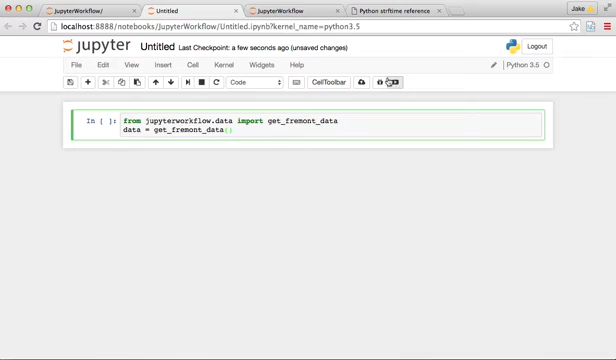 JupyterWorkflow/
Untitled
JupyterWorkflow
Python strftime reference
Jake
localhost:8888/notebooks/JupyterWorkflow/Untitled.ipynb?kernel_name=python3.5
jupyter Untitled Last Checkpoint: a few seconds ago (unsaved changes)
Logout
File Edit View Insert Cell Kernel Widgets Help
Python 3.5
Code
CellToolbar
In [ ]: from jupyterworkflow.data import get_fremont_data
data = get_fremont_data()